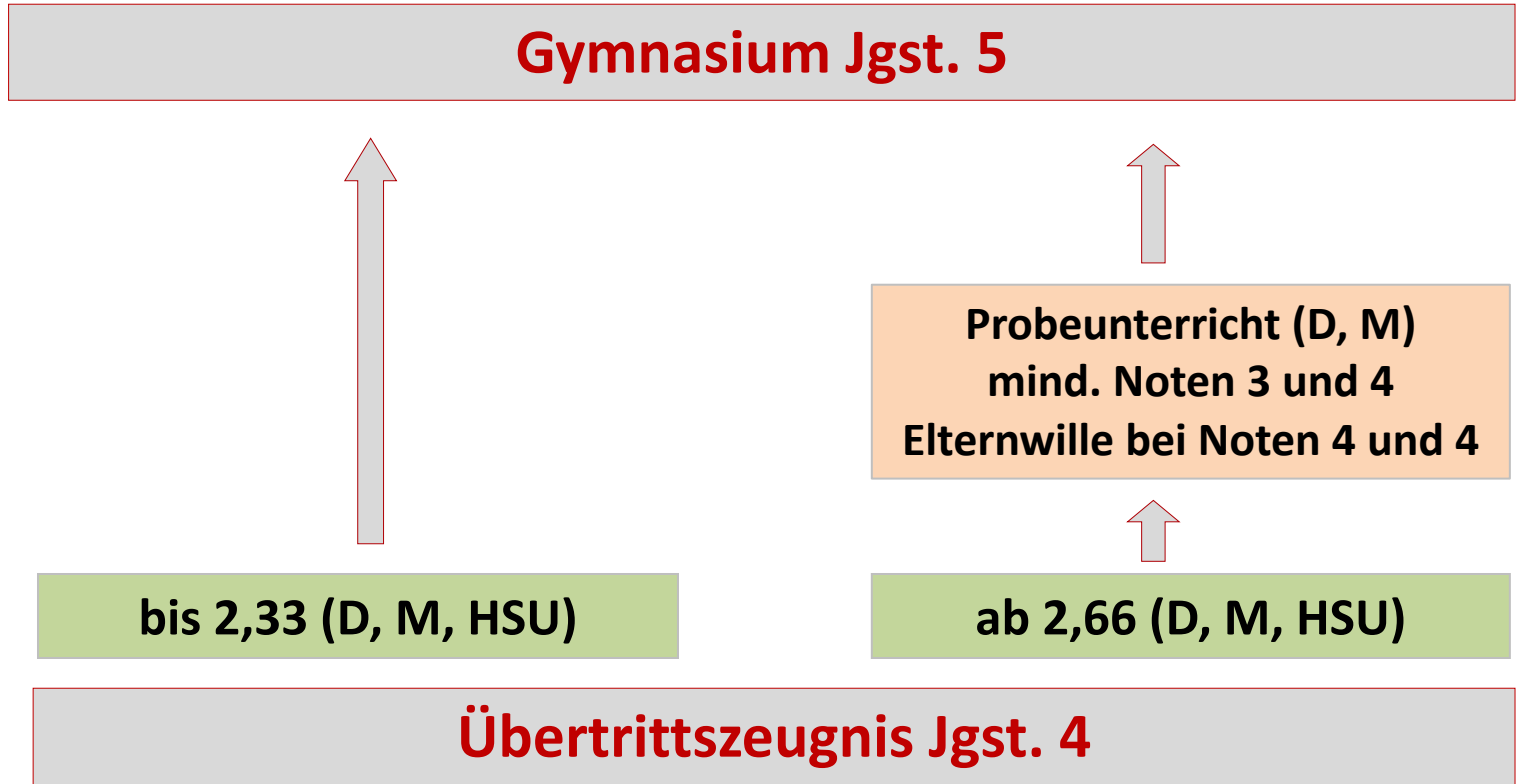 Gymnasium Jgst. 5
Probeunterricht (D, M)
mind. Noten 3 und 4
Elternwille bei Noten 4 und 4
bis 2,33 (D, M, HSU)
ab 2,66 (D, M, HSU)
Übertrittszeugnis Jgst. 4